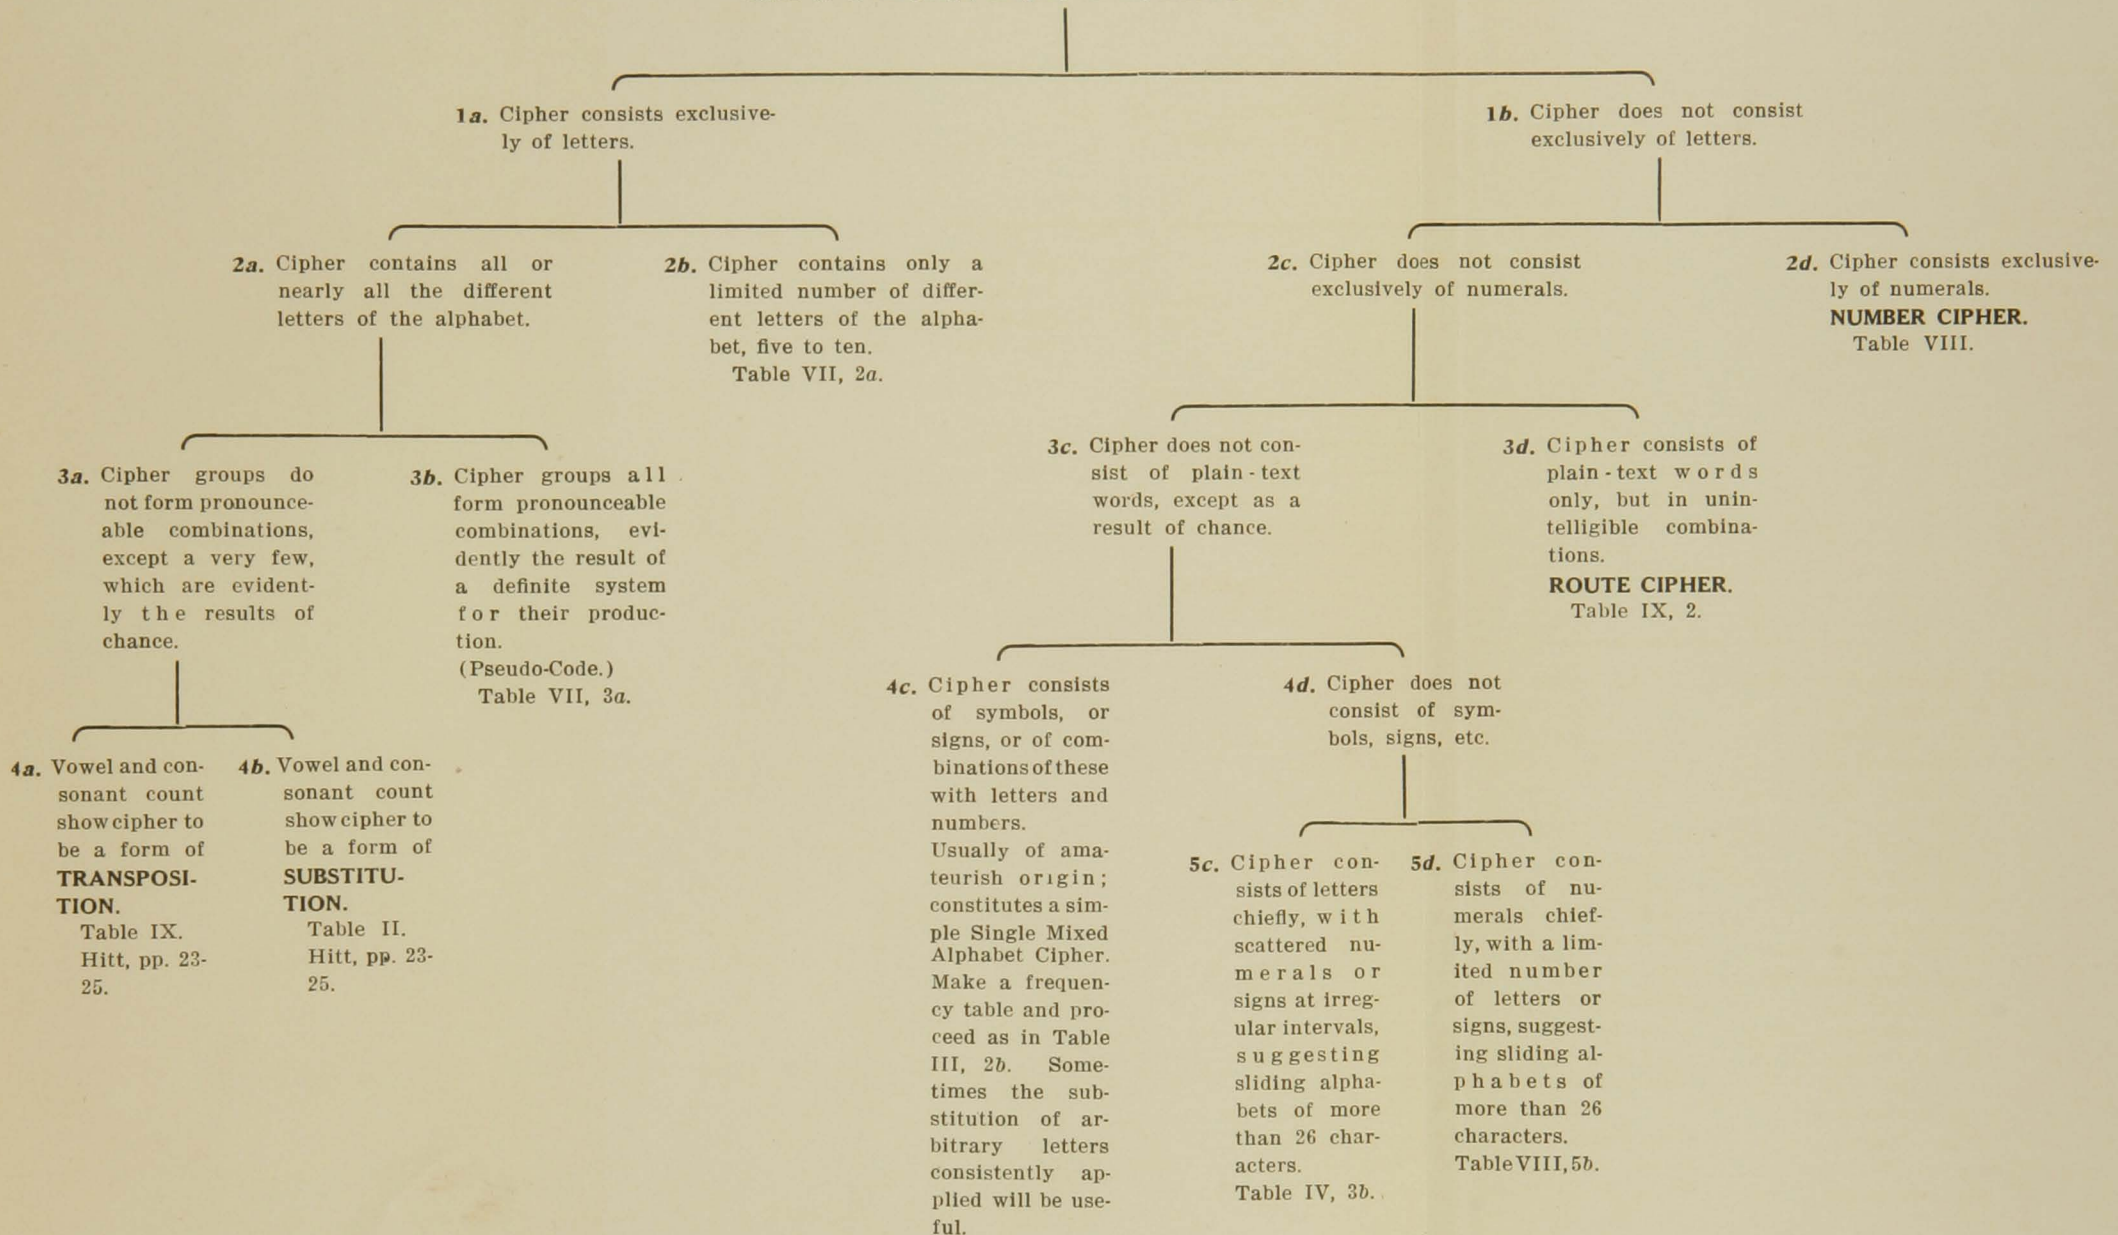 1a. Cipher consists exclusive-
ly of letters.
1b. Cipher does not consist
exclusively of letters.
2a. Cipher contains all or
nearly all the different
letters of the alphabet.
2b. Cipher contains only a
limited number of differ-
ent letters of the alpha-
bet, five to ten.
Table VII, 2a.
2c. Cipher does not consist
exclusively of numerals.
2d. Cipher consists exclusive-
ly of numerals.
NUMBER CIPHER.
Table VIII.
3a. Cipher groups do
not form pronounce-
able combinations,
except a very few,
which are evident-
ly the results of
chance.
3b. Cipher groups all
form pronounceable
combinations, evi-
dently the result of
a definite system
for their produc-
tion.
(Pseudo-Code.)
Table VII, 3a.
3c. Cipher does not con-
sist of plain-text
words, except as a
result of chance.
3d. Cipher consists of
plain-text words
only, but in unin-
telligible combina-
tions.
ROUTE CIPHER.
Table IX, 2.
4a. Vowel and con-
sonant count
show cipher to
be a form of
TRANSPOSI-
TION.
Table IX.
Hitt, pp. 23-
25.
4b. Vowel and con-
sonant count
show cipher to
be a form of
SUBSTITU-
TION.
Table II.
Hitt, pp. 23-
25.
4c. Cipher consists
of symbols, or
signs, or of com-
binations of these
with letters and
numbers.
Usually of ama-
teurish origin;
constitutes a sim-
ple Single Mixed
Alphabet Cipher.
Make a frequen-
cy table and pro-
ceed as in Table
III, 2b. Some-
times the sub-
stitution of ar-
bitrary letters
consistently ap-
plied will be use-
ful.
4d. Cipher does not
consist of sym-
bols, signs, etc.
5c. Cipher con-
sists of letters
chiefly, with
scattered nu-
merals or
signs at irreg-
ular intervals,
suggesting
sliding alpha-
bets of more
than 26 char-
acters.
Table IV, 3b.
5d. Cipher con-
sists of nu-
merals chief-
ly, with a lim-
ited number
of letters or
signs, suggest-
ing sliding al-
phabets of
more than 26
characters.
Table VIII, 5b.